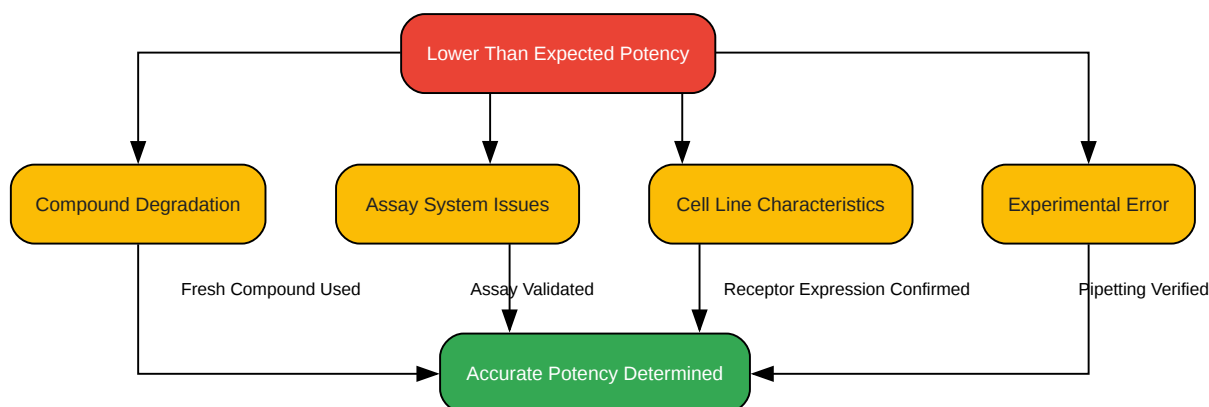 Lower Than Expected Potency
Compound Degradation
Assay System Issues
Cell Line Characteristics
Experimental Error
Fresh Compound Used
Assay Validated
Receptor Expression Confirmed
Pipetting Verified
Accurate Potency Determined